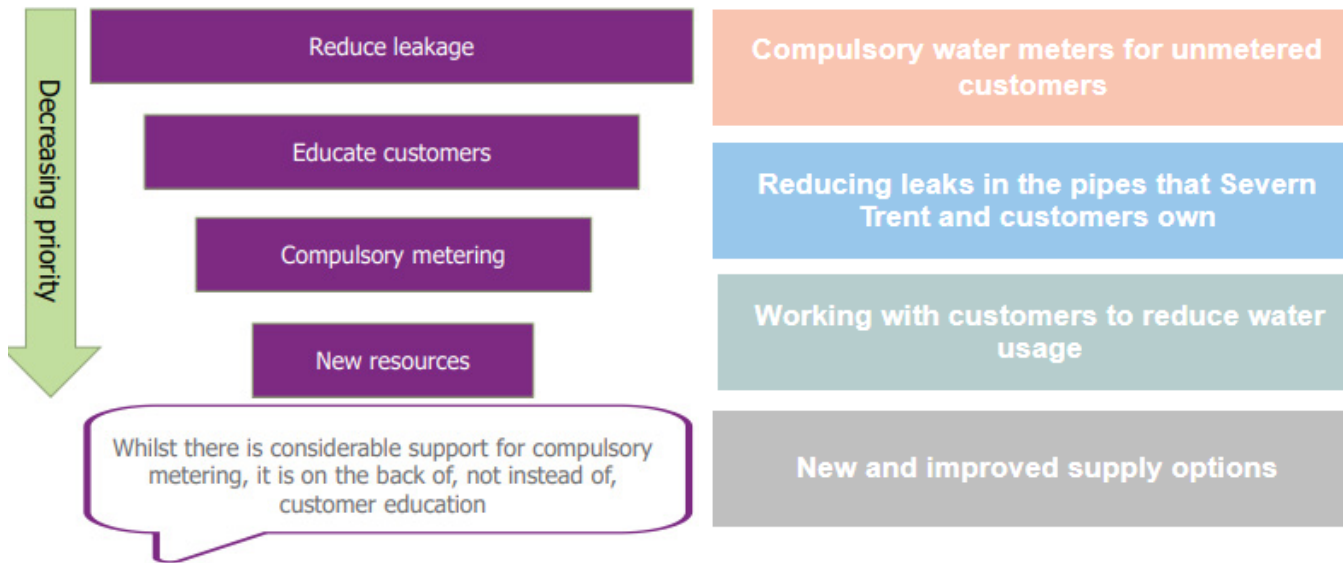 Decreasing priority
Reduce leakage
Educate customers
Compulsory metering
New resources
Whilst there is considerable support for compulsory
metering, it is on the back of, not instead of,
customer education
Compulsory water meters for unmetered
customers
Reducing leaks in the pipes that Severn
Trent and customers own
Working with customers to reduce water
usage
New and improved supply options